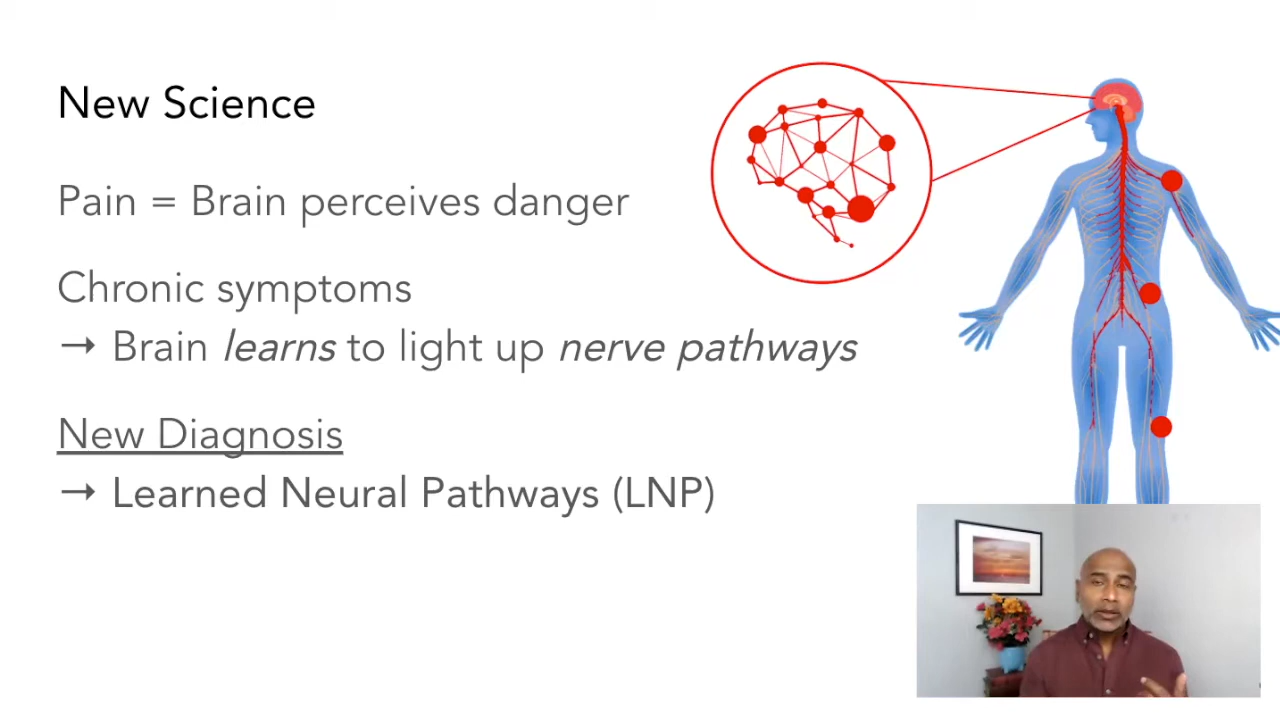 New Science
Pain = Brain perceives danger
Chronic symptoms
→ Brain learns to light up nerve pathways
New Diagnosis
→ Learned Neural Pathways (LNP)